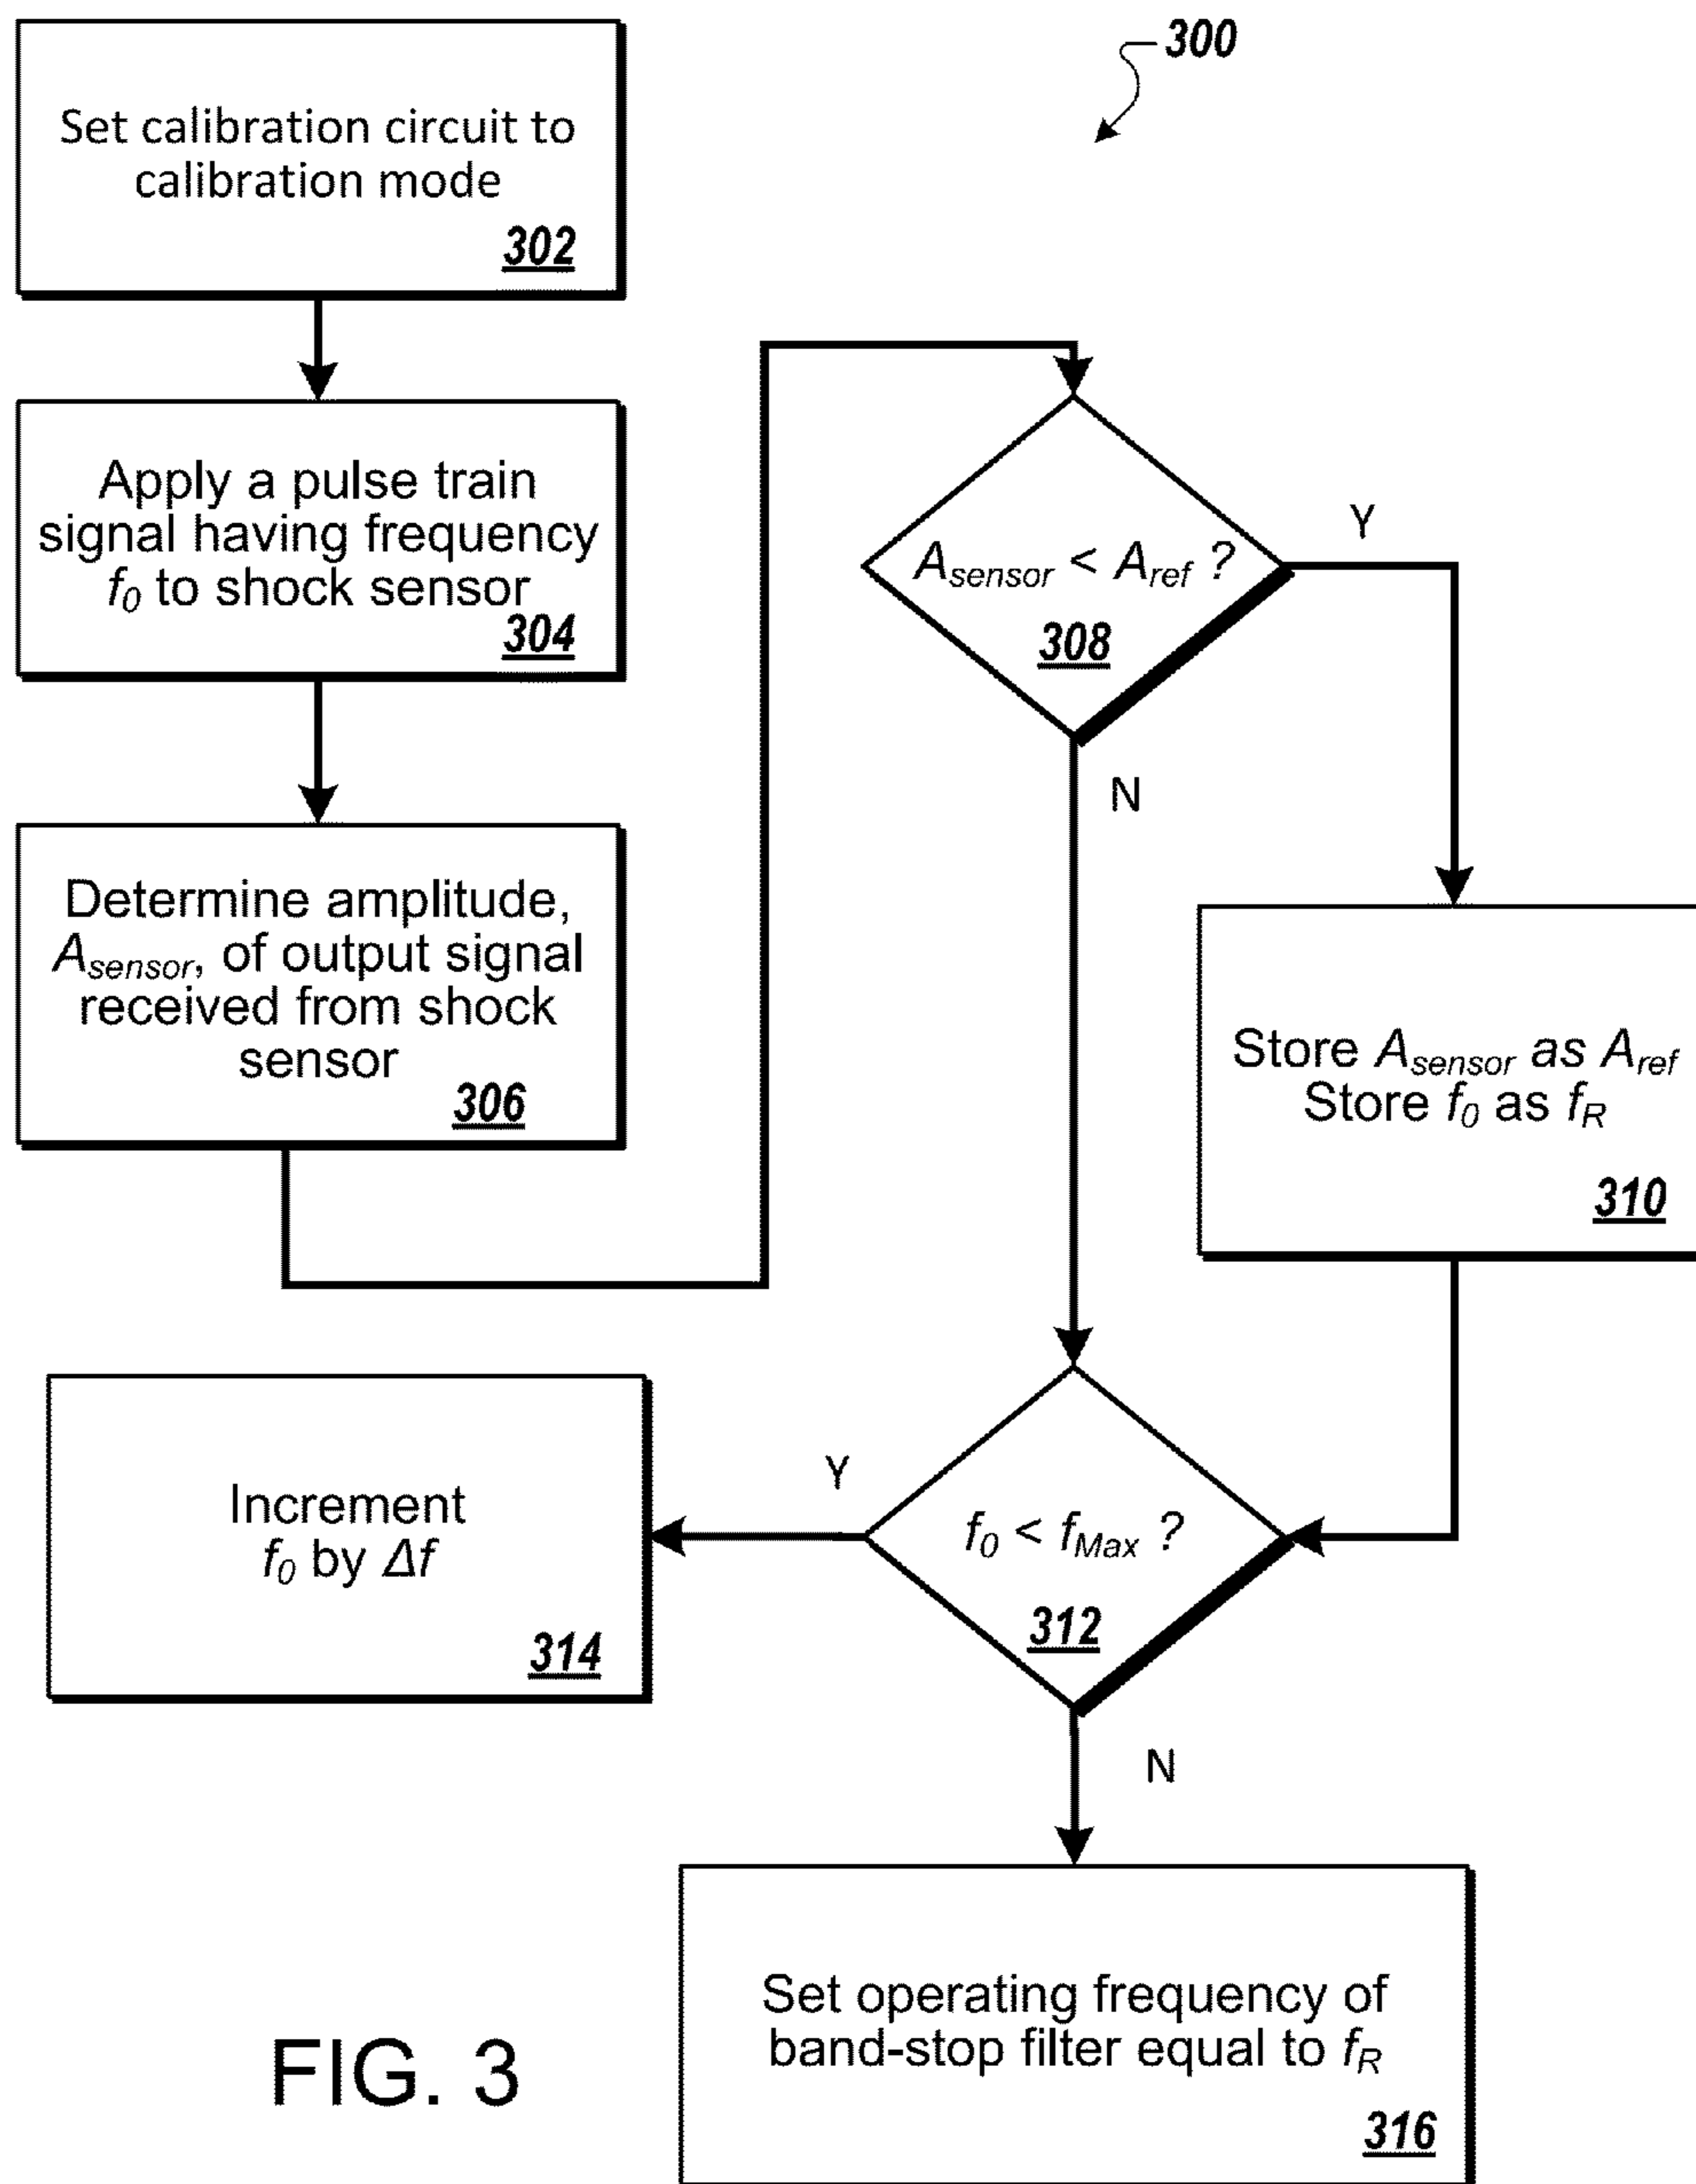 300
Set calibration circuit to
calibration mode
302
Apply a pulse train
signal having frequency
f0 to shock sensor
304
Determine amplitude,
Asensor, of output signal
received from shock
sensor
306
Asensor < Aref ?
308
Y
N
Store Asensor as Aref
Store f0 as fR
310
f0 < fMax ?
312
Y
N
Increment
f0 by Δf
314
Set operating frequency of
band-stop filter equal to fR
316
FIG. 3